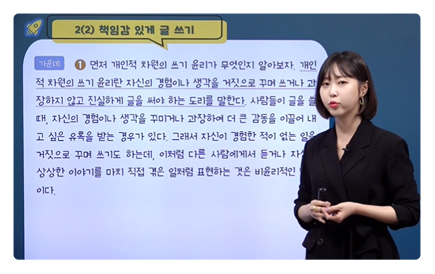 2(2) 책임감 있게 글 쓰기
가운데 1 먼저 개인적 차원의 쓰기 윤리가 무엇인지 알아보자. 개인
적 차원의 쓰기 윤리란 자신의 경험이나 생각을 거짓으로 꾸며 쓰거나 과
장하지 않고 진실하게 글을 써야 하는 도리를 말한다. 사람들이 글을 쓸
때, 자신의 경험이나 생각을 꾸미거나 과장하여 더 큰 감동을 이끌어 내
고 싶은 유혹을 받는 경우가 있다. 그래서 자신이 경험한 적이 없는 일을
거짓으로 꾸며 쓰기도 하는데, 이처럼 다른 사람에게서 듣거나
상상한 이야기를 마치 직접 겪은 일처럼 표현하는 것은 비윤리적인
이다.